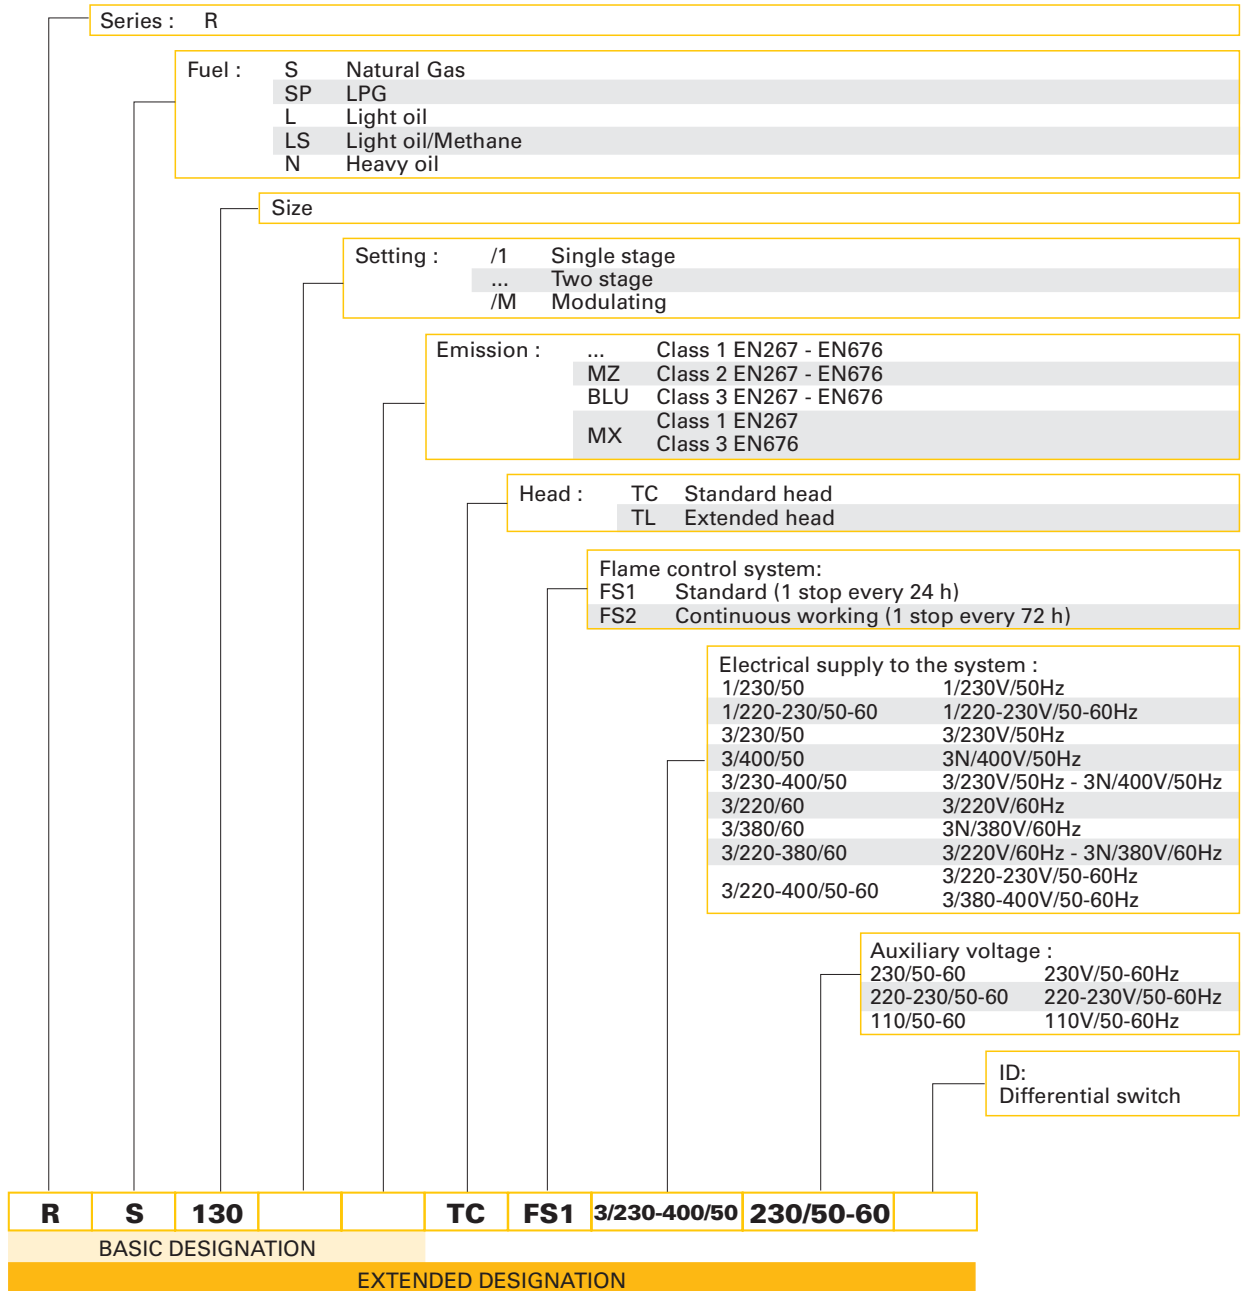 Series : R
Fuel : S Natural Gas
SP LPG
L Light oil
LS Light oil/Methane
N Heavy oil
Size
Setting : /1 Single stage
... Two stage
/M Modulating
Emission : ... Class 1 EN267 - EN676
MZ Class 2 EN267 - EN676
BLU Class 3 EN267 - EN676
MX Class 1 EN267
Class 3 EN676
Head : TC Standard head
TL Extended head
Flame control system:
FS1 Standard (1 stop every 24 h)
FS2 Continuous working (1 stop every 72 h)
Electrical supply to the system :
1/230/50 1/230V/50Hz
1/220-230/50-60 1/220-230V/50-60Hz
3/230/50 3/230V/50Hz
3/400/50 3N/400V/50Hz
3/230-400/50 3/230V/50Hz - 3N/400V/50Hz
3/220/60 3/220V/60Hz
3/380/60 3N/380V/60Hz
3/220-380/60 3/220V/60Hz - 3N/380V/60Hz
3/220-400/50-60 3/220-230V/50-60Hz
3/380-400V/50-60Hz
Auxiliary voltage :
230/50-60 230V/50-60Hz
220-230/50-60 220-230V/50-60Hz
110/50-60 110V/50-60Hz
ID:
Differential switch
R S 130 TC FS1 3/230-400/50 230/50-60
BASIC DESIGNATION
EXTENDED DESIGNATION